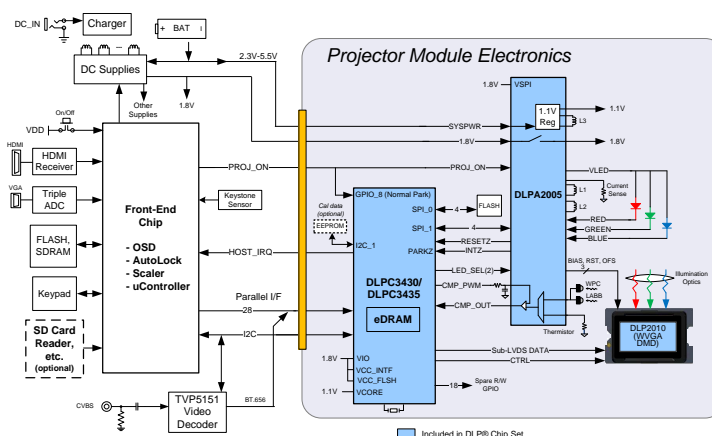 DC_IN
Charger
+ BAT
DC Supplies
2.3V-5.5V
Other
Supplies
1.8V
On/Off
VDD
HDMI
HDMI
Receiver
VGA
Triple
ADC
FLASH,
SDRAM
Keypad
SD Card
Reader,
etc.
(optional)
CVBS
Front-End
Chip
- OSD
- AutoLock
- Scaler
- uController
TVP5151
Video
Decoder
BT.656
PROJ_ON
Keystone
Sensor
HOST_IRQ
Parallel I/F
28
I2C
Projector Module Electronics
1.8V
VSPI
1.1V
Reg
1.1V
L3
SYSPWR
1.8V
1.8V
PROJ_ON
VLED
DLPA2005
L1
L2
Current
Sense
RED
GREEN
BLUE
GPIO_8 (Normal Park)
Cal data
(optional)
EEPROM
SPI_0
4
FLASH
SPI_1
4
I2C_1
RESETZ
PARKZ
INTZ
DLPC3430/
DLPC3435
eDRAM
LED_SEL(2)
CMP_PWM
CMP_OUT
BIAS, RST, OFS
3
WPC
LABB
Thermistor
Illumination
Optics
DLP2010
(WVGA
DMD)
Sub-LVDS DATA
CTRL
1.8V
VIO
VCC_INTF
VCC_FLSH
1.1V
VCORE
18
Spare R/W
GPIO
Included in DLP® Chip Set